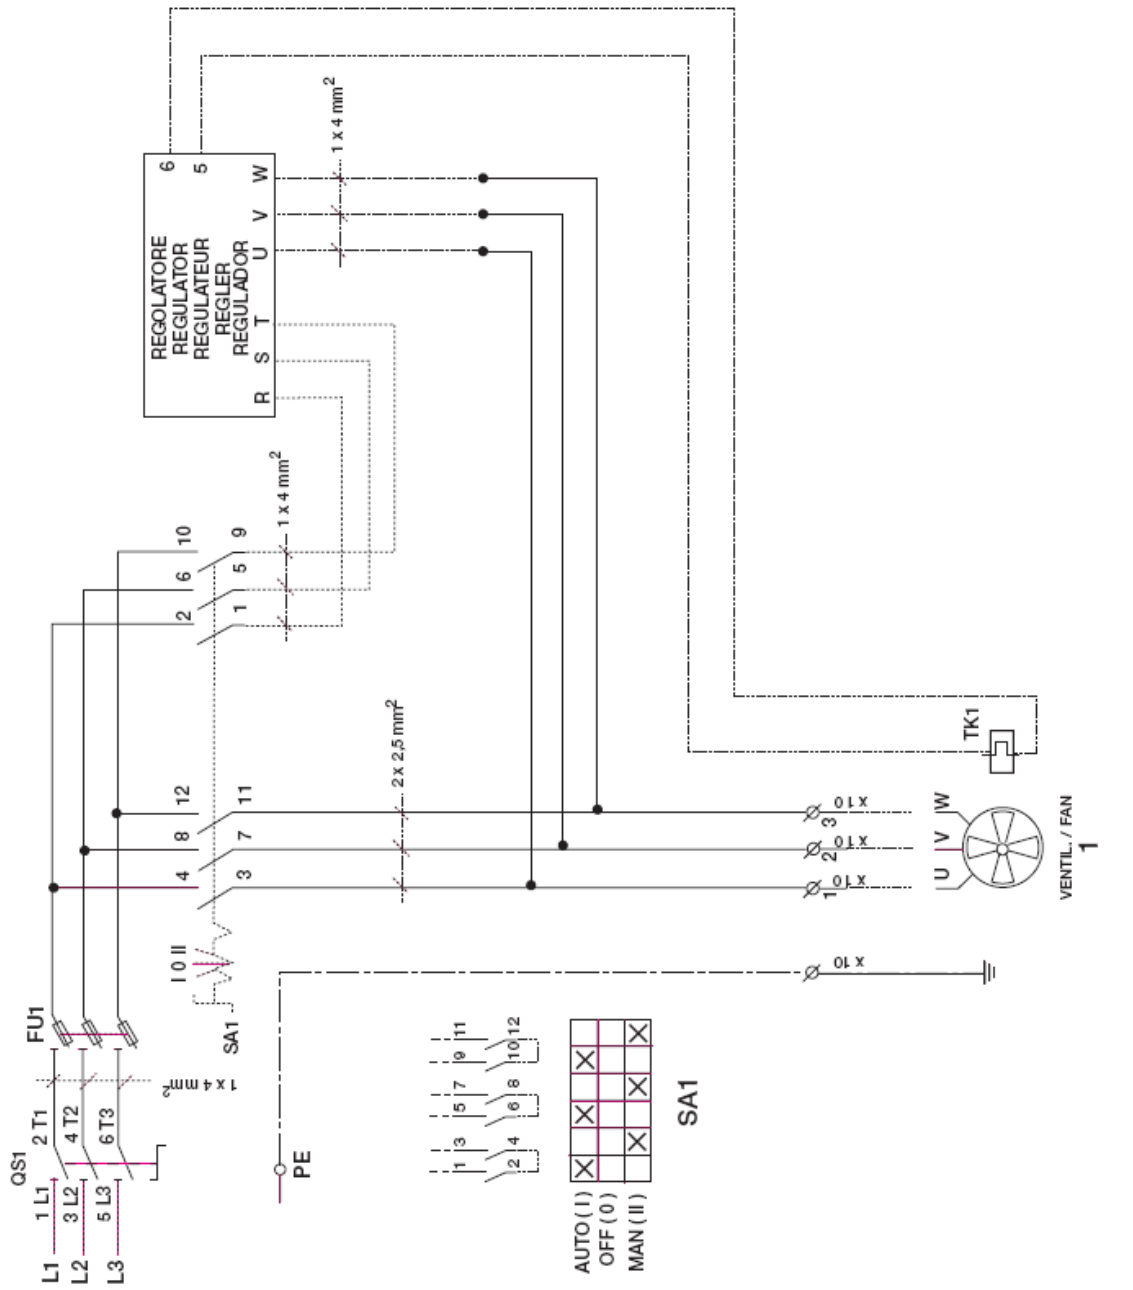 6
5
REGOLATORE
REGULATOR
REGULATEUR
REGLER
REGULADOR
R S T U V W
1 x 4 mm2
1 x 4 mm2
2 6 10
1 5 9
4 8 12
3 7 11
2 x 2,5 mm2
I 0 II
SA1
FU1
1 x 4 mm2
QS1
L1 1 L1 2 T1
L2 3 L2 4 T2
L3 5 L3 6 T3
PE
1 2 3
x 10
x 10
x 10
x 10
U V W
TK1
VENTIL. / FAN
1
1 3 5 7 9 11
2 4 6 8 10 12
AUTO ( I ) X X X
OFF ( 0 )
MAN ( II ) X X X
SA1